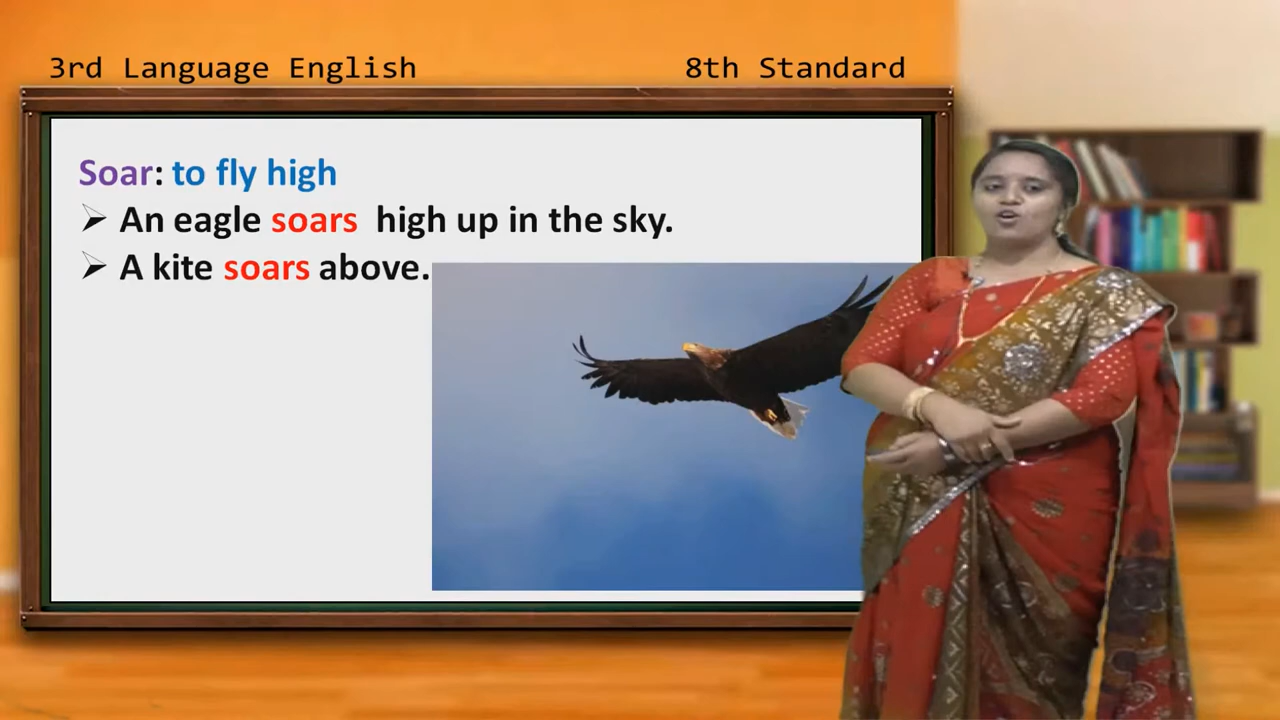 3rd Language English 8th Standard
Soar: to fly high
➢ An eagle soars high up in the sky.
➢ A kite soars above.